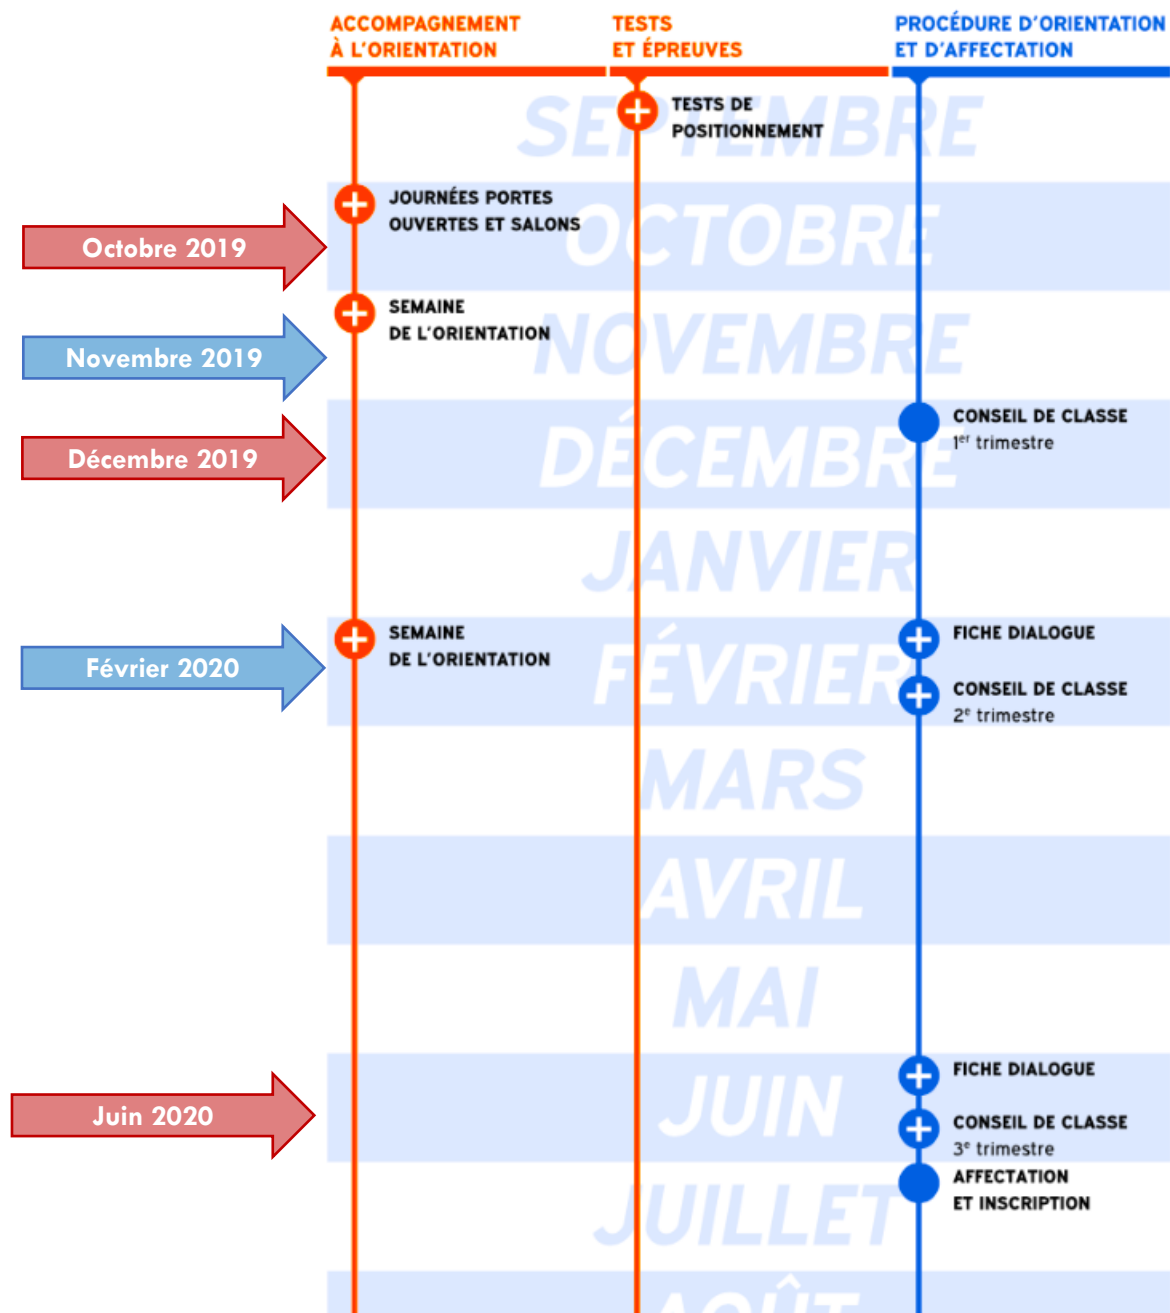 ACCOMPAGNEMENT
À L'ORIENTATION
TESTS
ET ÉPREUVES
PROCÉDURE D'ORIENTATION
ET D'AFFECTATION
SEPTEMBRE
TESTS DE
POSITIONNEMENT
Octobre 2019
JOURNÉES PORTES
OUVERTES ET SALONS
OCTOBRE
Novembre 2019
SEMAINE
DE L'ORIENTATION
NOVEMBRE
Décembre 2019
DÉCEMBRE
CONSEIL DE CLASSE
1er trimestre
JANVIER
Février 2020
SEMAINE
DE L'ORIENTATION
FÉVRIER
FICHE DIALOGUE
CONSEIL DE CLASSE
2e trimestre
MARS
AVRIL
MAI
Juin 2020
JUIN
FICHE DIALOGUE
CONSEIL DE CLASSE
3e trimestre
JUILLET
AFFECTATION
ET INSCRIPTION
AOÛT